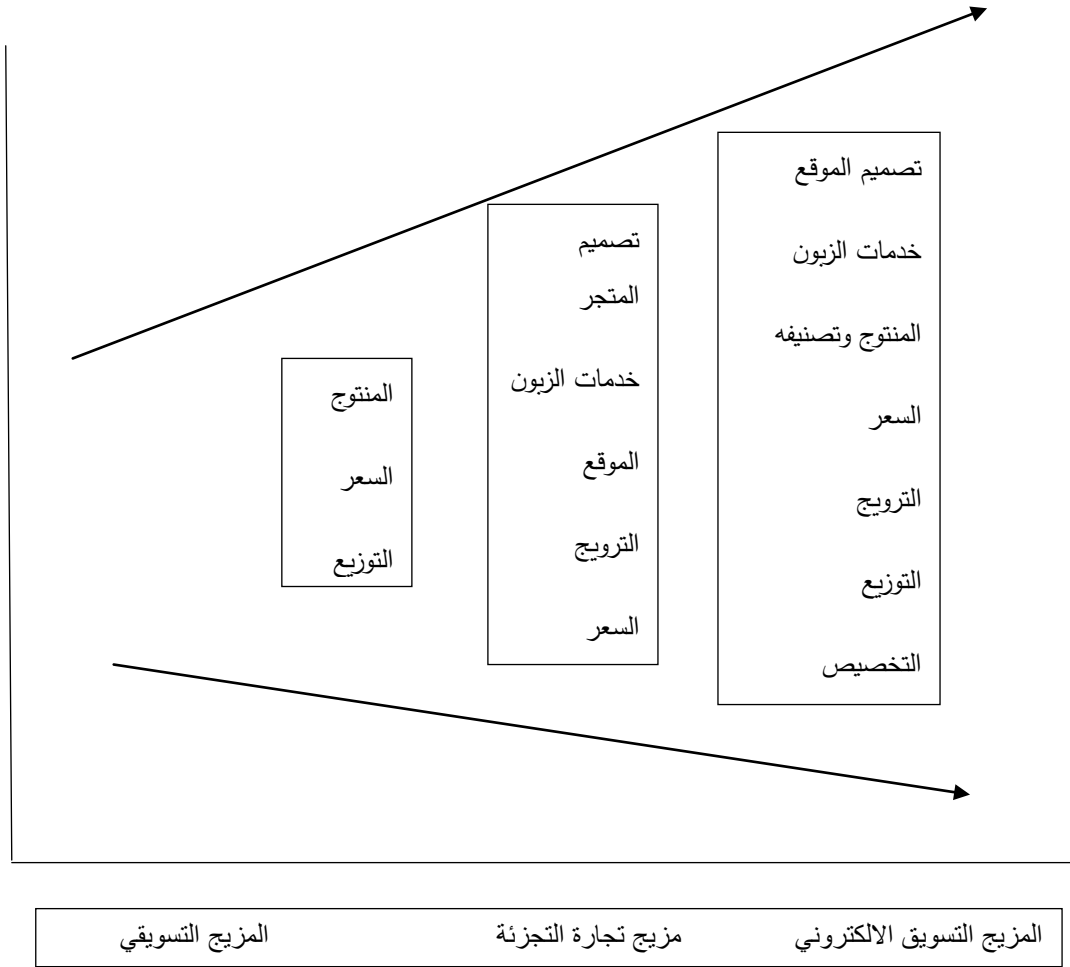 تصميم الموقع
خدمات الزبون
المنتوج وتصنيفه
السعر
الترويج
التوزيع
التخصيص
تصميم
المتجر
خدمات الزبون
الموقع
الترويج
السعر
المنتوج
السعر
التوزيع
المزيج التسويق الالكتروني
مزيج تجارة التجزئة
المزيج التسويقي